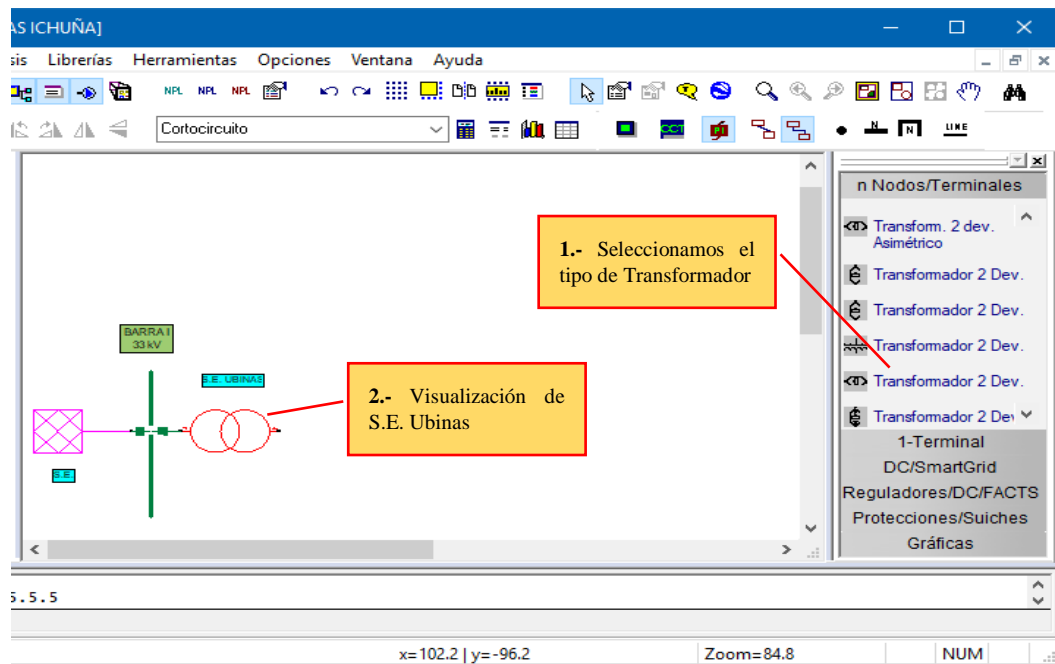 AS ICHUÑA]
sis Librerías Herramientas Opciones Ventana Ayuda
NPL NPL NPL
Cortocircuito
CCT
N N LINE
n Nodos/Terminales
Transform. 2 dev.
Asimétrico
Transformador 2 Dev.
Transformador 2 Dev.
Transformador 2 Dev.
Transformador 2 Dev.
Transformador 2 Dev
1-Terminal
DC/SmartGrid
Reguladores/DC/FACTS
Protecciones/Suiches
Gráficas
1.- Seleccionamos el
tipo de Transformador
BARRA I
33 kV
S.E. UBINAS
2.- Visualización de
S.E. Ubinas
S.E.
5.5.5
x=102.2 | y=-96.2 Zoom=84.8 NUM